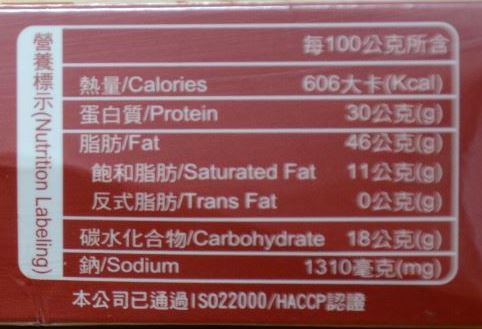 營養標示(Nutrition Labeling)
每100公克所含
熱量/Calories 606大卡(Kcal)
蛋白質/Protein 30公克(g)
脂肪/Fat 46公克(g)
飽和脂肪/Saturated Fat 11公克(g)
反式脂肪/Trans Fat 0公克(g)
碳水化合物/Carbohydrate 18公克(g)
鈉/Sodium 1310毫克(mg)
本公司已通過ISO22000/HACCP認證